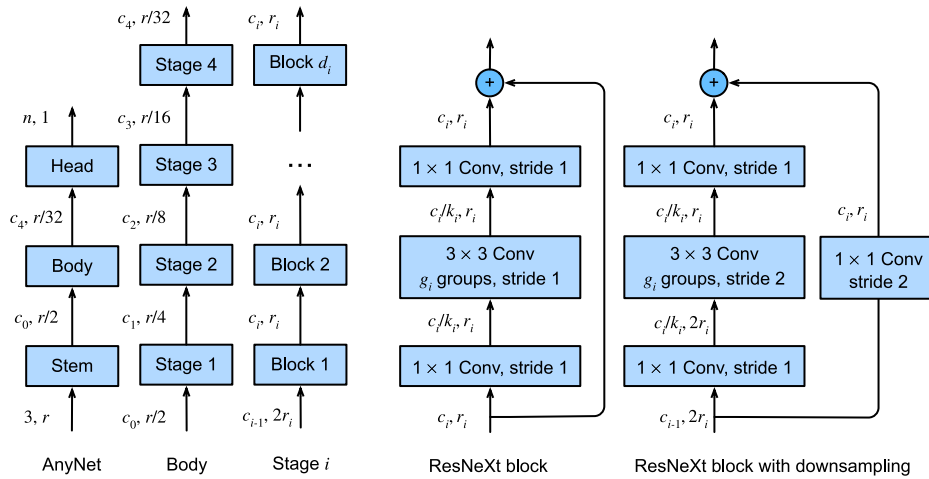 n, 1
Head
c₄, r/32
Body
c₀, r/2
Stem
3, r
AnyNet
c₄, r/32
Stage 4
c₃, r/16
Stage 3
c₂, r/8
Stage 2
c₁, r/4
Stage 1
c₀, r/2
Body
cᵢ, rᵢ
Block dᵢ
...
cᵢ, rᵢ
Block 2
cᵢ, rᵢ
Block 1
cᵢ₋₁, 2rᵢ
Stage i
+
cᵢ, rᵢ
1 × 1 Conv, stride 1
cᵢ/kᵢ, rᵢ
3 × 3 Conv
gᵢ groups, stride 1
cᵢ/kᵢ, rᵢ
1 × 1 Conv, stride 1
cᵢ, rᵢ
ResNeXt block
+
cᵢ, rᵢ
1 × 1 Conv, stride 1
cᵢ/kᵢ, rᵢ
3 × 3 Conv
gᵢ groups, stride 2
cᵢ/kᵢ, 2rᵢ
1 × 1 Conv, stride 1
cᵢ₋₁, 2rᵢ
cᵢ, rᵢ
1 × 1 Conv
stride 2
ResNeXt block with downsampling